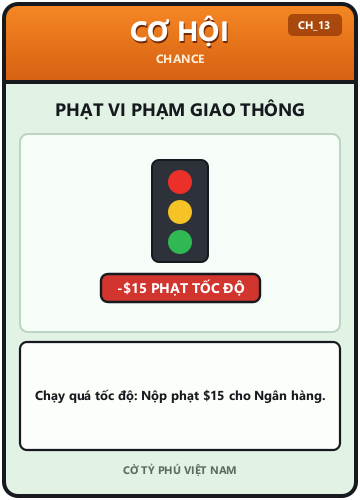 CƠ HỘI
CH_13
CHANCE
PHẠT VI PHẠM GIAO THÔNG
-$15 PHẠT TỐC ĐỘ
Chạy quá tốc độ: Nộp phạt $15 cho Ngân hàng.
CỜ TỶ PHÚ VIỆT NAM